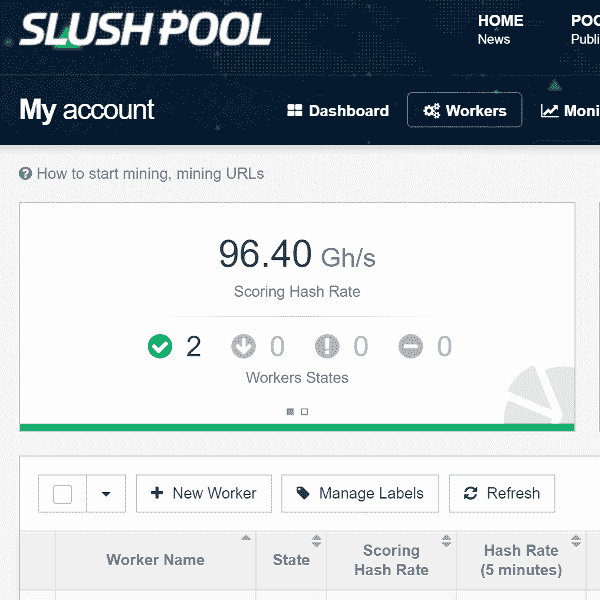 SLUSH POOL
HOME
News
POO
Publi
My account
Dashboard
Workers
Moni
How to start mining, mining URLs
96.40 Gh/s
Scoring Hash Rate
2 0 0 0
Workers States
New Worker
Manage Labels
Refresh
Worker Name
State
Scoring
Hash Rate
Hash Rate
(5 minutes)